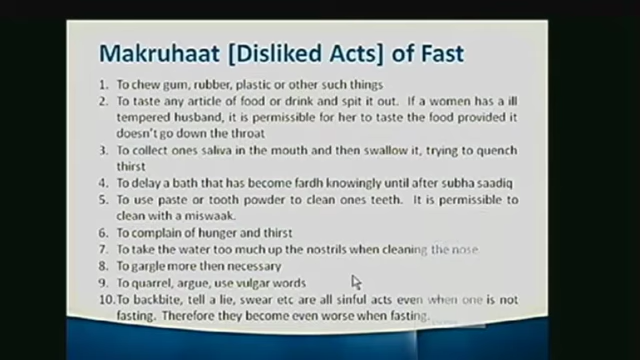 Makruhaat [Disliked Acts] of Fast
1. To chew gum, rubber, plastic or other such things
2. To taste any article of food or drink and spit it out. If a women has a ill
tempered husband, it is permissible for her to taste the food provided it
doesn't go down the throat
3. To collect ones saliva in the mouth and then swallow it, trying to quench
thirst
4. To delay a bath that has become fardh knowingly until after subha saadiq
5. To use paste or tooth powder to clean ones teeth. It is permissible to
clean with a miswaak.
6. To complain of hunger and thirst
7. To take the water too much up the nostrils when cleaning the nose
8. To gargle more then necessary
9. To quarrel, argue, use vulgar words
10. To backbite, tell a lie, swear etc are all sinful acts even when one is not
fasting. Therefore they become even worse when fasting.